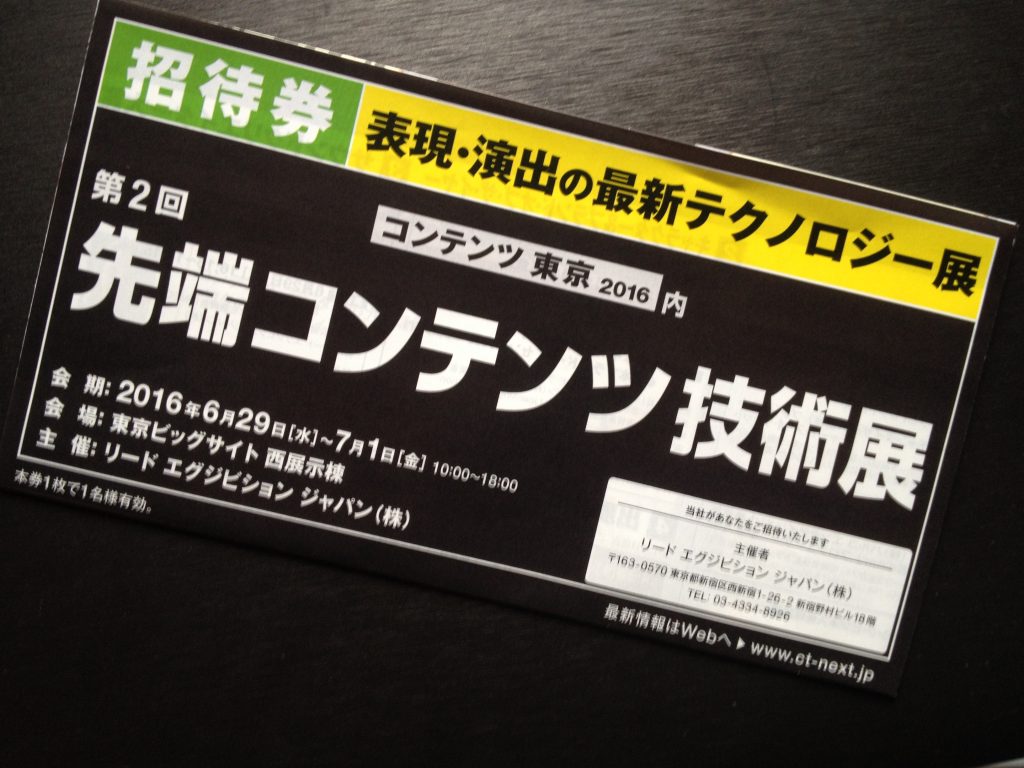 招待券
表現・演出の最新テクノロジー展
第2回
コンテンツ 東京 2016 内
先端コンテンツ技術展
会 期: 2016年6月29日[水]~7月1日[金] 10:00~18:00
会 場: 東京ビッグサイト 西展示棟
主 催: リード エグジビション ジャパン(株)
本券1枚で1名様有効。
当社があなたをご招待いたします
主催者
リード エグジビション ジャパン(株)
〒163-0570 東京都新宿区西新宿1-26-2 新宿野村ビル18階
TEL: 03-4334-8926
最新情報はWebへ ▶ www.ct-next.jp